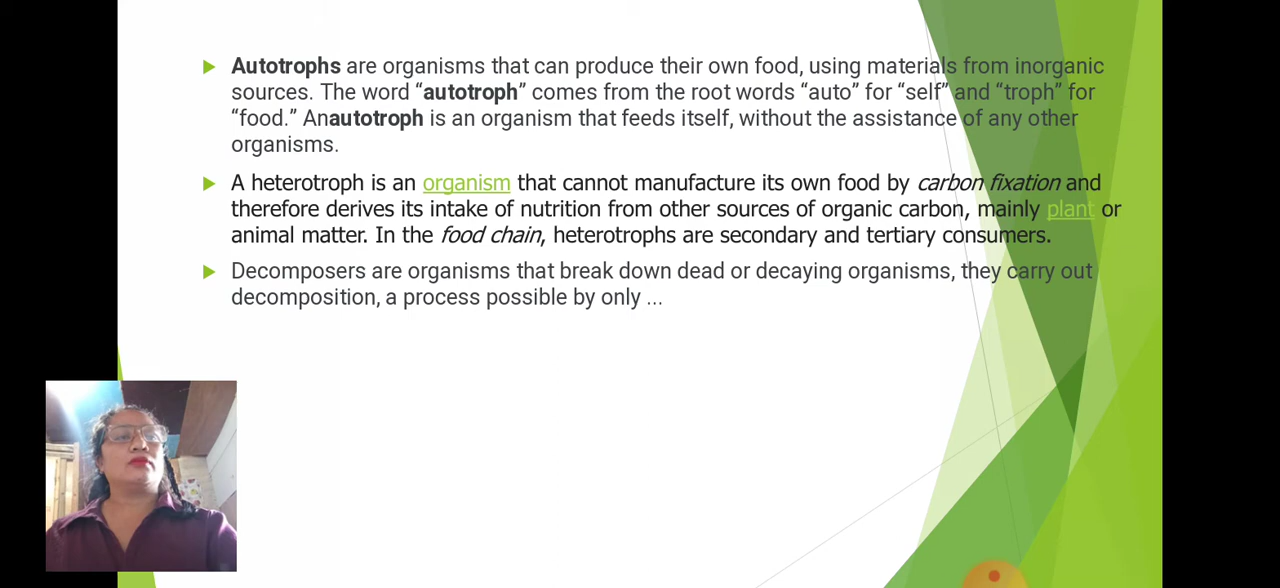 Autotrophs are organisms that can produce their own food, using materials from inorganic
sources. The word “autotroph” comes from the root words “auto” for “self” and “troph” for
“food.” Anautotroph is an organism that feeds itself, without the assistance of any other
organisms.
A heterotroph is an organism that cannot manufacture its own food by carbon fixation and
therefore derives its intake of nutrition from other sources of organic carbon, mainly plant or
animal matter. In the food chain, heterotrophs are secondary and tertiary consumers.
Decomposers are organisms that break down dead or decaying organisms, they carry out
decomposition, a process possible by only ...